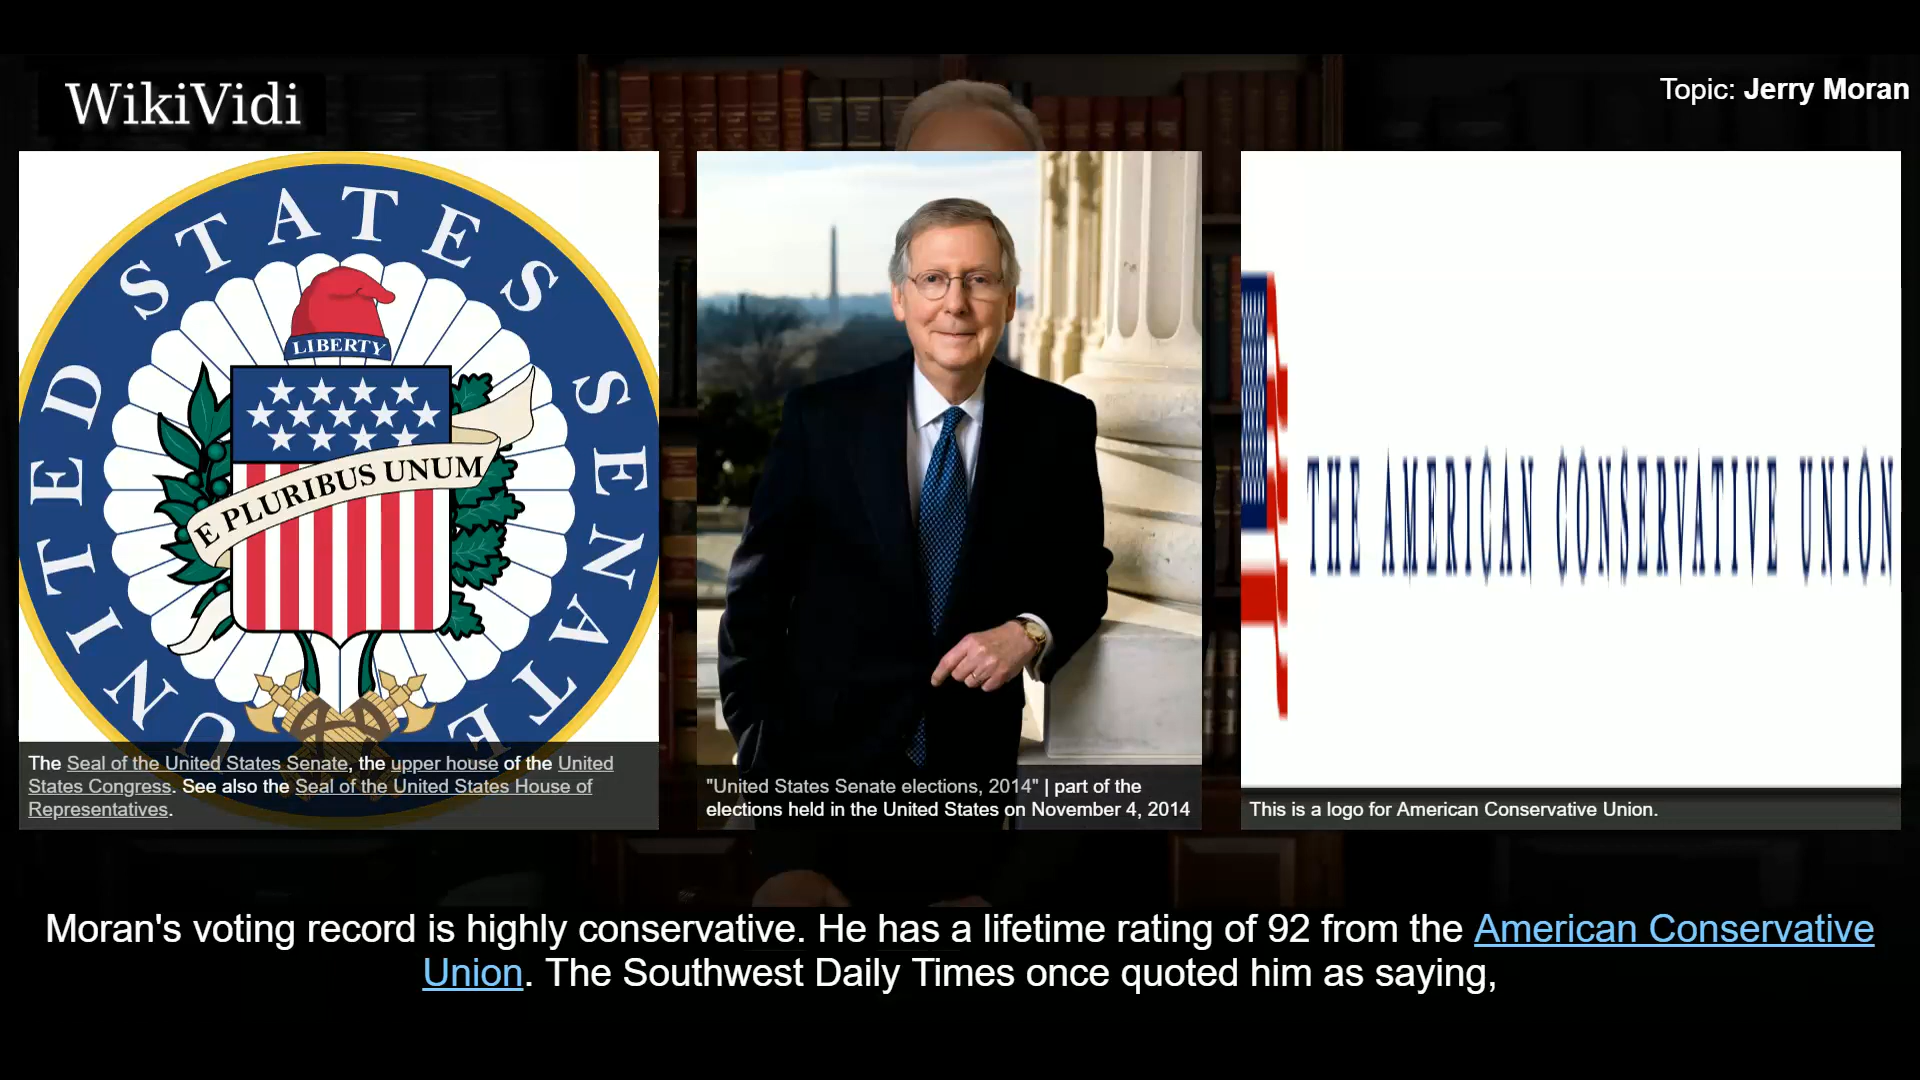 WikiVidi
Topic: Jerry Moran
UNITED STATES SENATE
LIBERTY
E PLURIBUS UNUM
The Seal of the United States Senate, the upper house of the United
States Congress. See also the Seal of the United States House of
Representatives.
"United States Senate elections, 2014" | part of the
elections held in the United States on November 4, 2014
THE AMERICAN CONSERVATIVE UNION
This is a logo for American Conservative Union.
Moran's voting record is highly conservative. He has a lifetime rating of 92 from the American Conservative
Union. The Southwest Daily Times once quoted him as saying,